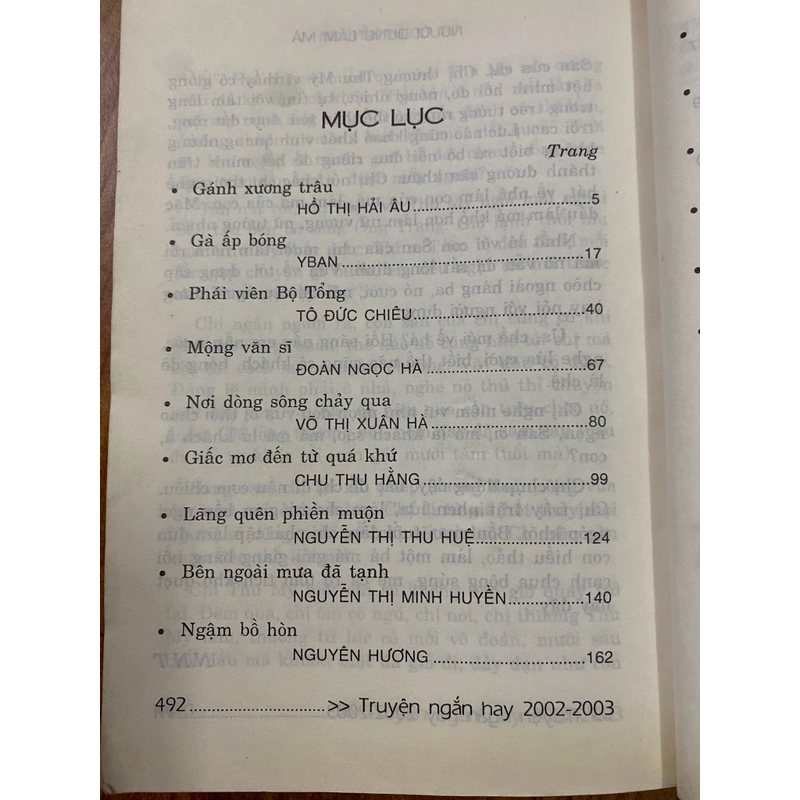 MỤC LỤC
Trang
• Gánh xương trâu
HỒ THỊ HẢI ÂU..............................5
• Gà ấp bóng
YBAN..............................17
• Phái viên Bộ Tổng
TÔ ĐỨC CHIÊU..............................40
• Mộng văn sĩ
ĐOÀN NGỌC HÀ..............................67
• Nơi dòng sông chảy qua
VÕ THỊ XUÂN HÀ..............................80
• Giấc mơ đến từ quá khứ
CHU THU HẰNG..............................99
• Lãng quên phiền muộn
NGUYỄN THỊ THU HUỆ....................124
• Bên ngoài mưa đã tạnh
NGUYỄN THỊ MINH HUYỀN...............140
• Ngậm bồ hòn
NGUYÊN HƯƠNG..........................162
492..............................>> Truyện ngắn hay 2002-2003